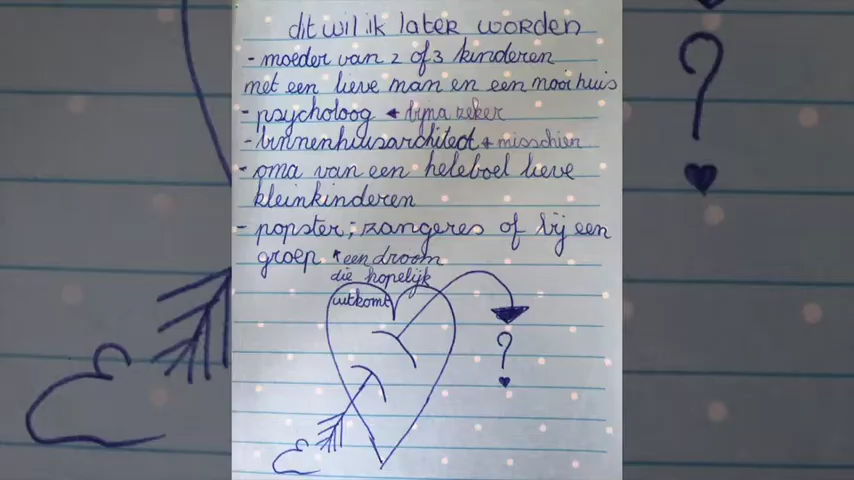 dit wil ik later worden
- moeder van 2 of 3 kinderen
met een lieve man en een mooi huis
- psycholoog ← bijna zeker
- binnenhuisarchitect ← misschien
- oma van een heleboel lieve
kleinkinderen
- popster; zangeres of bij een
groep ↖ een droom
die hopelijk
uitkomt
?